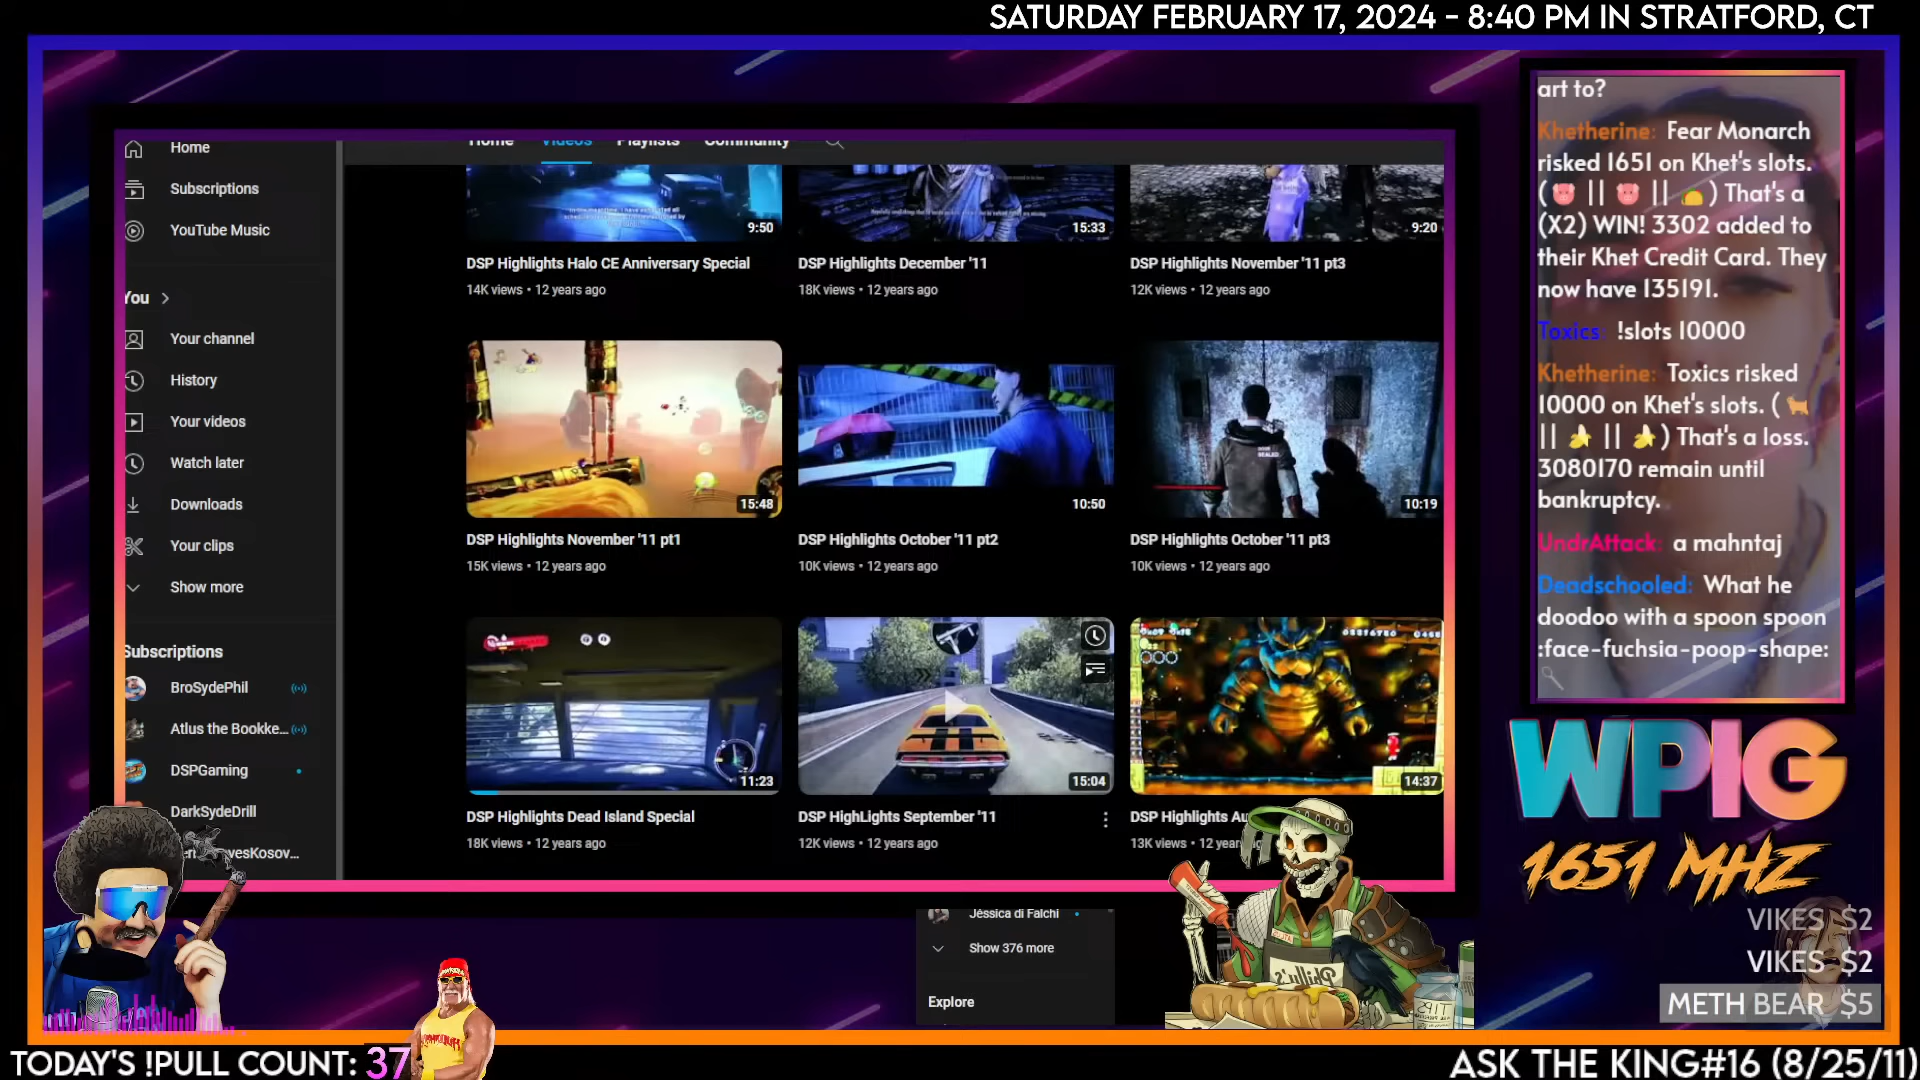 SATURDAY FEBRUARY 17, 2024 - 8:40 PM IN STRATFORD, CT
Home
Subscriptions
YouTube Music
You
Your channel
History
Your videos
Watch later
Downloads
Your clips
Show more
Subscriptions
BroSydePhil
Atlus the Bookke...
DSPGaming
DarkSydeDrill
Home Videos Playlists Community
9:50
15:33
9:20
DSP Highlights Halo CE Anniversary Special
14K views • 12 years ago
DSP Highlights December '11
18K views • 12 years ago
DSP Highlights November '11 pt3
12K views • 12 years ago
15:48
10:50
10:19
DSP Highlights November '11 pt1
15K views • 12 years ago
DSP Highlights October '11 pt2
10K views • 12 years ago
DSP Highlights October '11 pt3
10K views • 12 years ago
11:23
15:04
14:37
DSP Highlights Dead Island Special
18K views • 12 years ago
DSP HighLights September '11
12K views • 12 years ago
DSP Highlights Au
13K views
Jéssica di Falchi
Show 376 more
Explore
art to?
Khetherine: Fear Monarch
risked 1651 on Khet's slots.
( 🐷 || 🐷 || 🌮 ) That's a
(X2) WIN! 3302 added to
their Khet Credit Card. They
now have 135191.
Toxics: !slots 10000
Khetherine: Toxics risked
10000 on Khet's slots. ( 🐕
|| 🍌 || 🍌 ) That's a loss.
3080170 remain until
bankruptcy.
UndrAttack: a mahntaj
Deadschooled: What he
doodoo with a spoon spoon
:face-fuchsia-poop-shape:
WPIG
1651 MHZ
VIKES $2
VIKES $2
METH BEAR $5
Philly's
TIPS
TODAY'S !PULL COUNT: 37
ASK THE KING#16 (8/25/11)